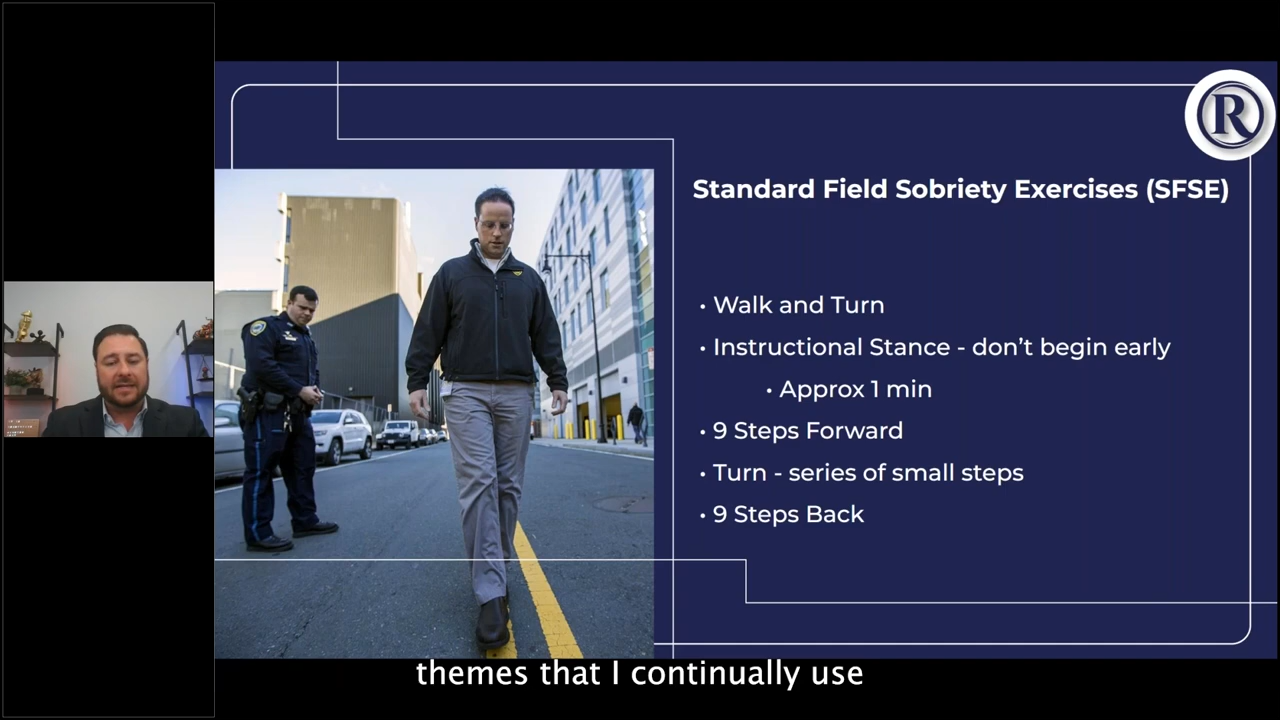 R
Standard Field Sobriety Exercises (SFSE)
• Walk and Turn
• Instructional Stance - don’t begin early
• Approx 1 min
• 9 Steps Forward
• Turn - series of small steps
• 9 Steps Back
themes that I continually use